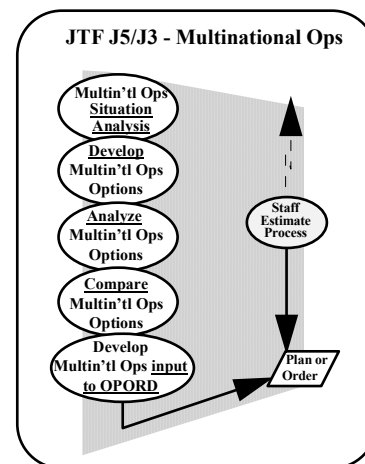 JTF J5/J3 - Multinational Ops
Multin'tl Ops
Situation
Analysis
Develop
Multin'tl Ops
Options
Analyze
Multin'tl Ops
Options
Compare
Multin'tl Ops
Options
Develop
Multin'tl Ops input
to OPORD
Staff
Estimate
Process
Plan or
Order